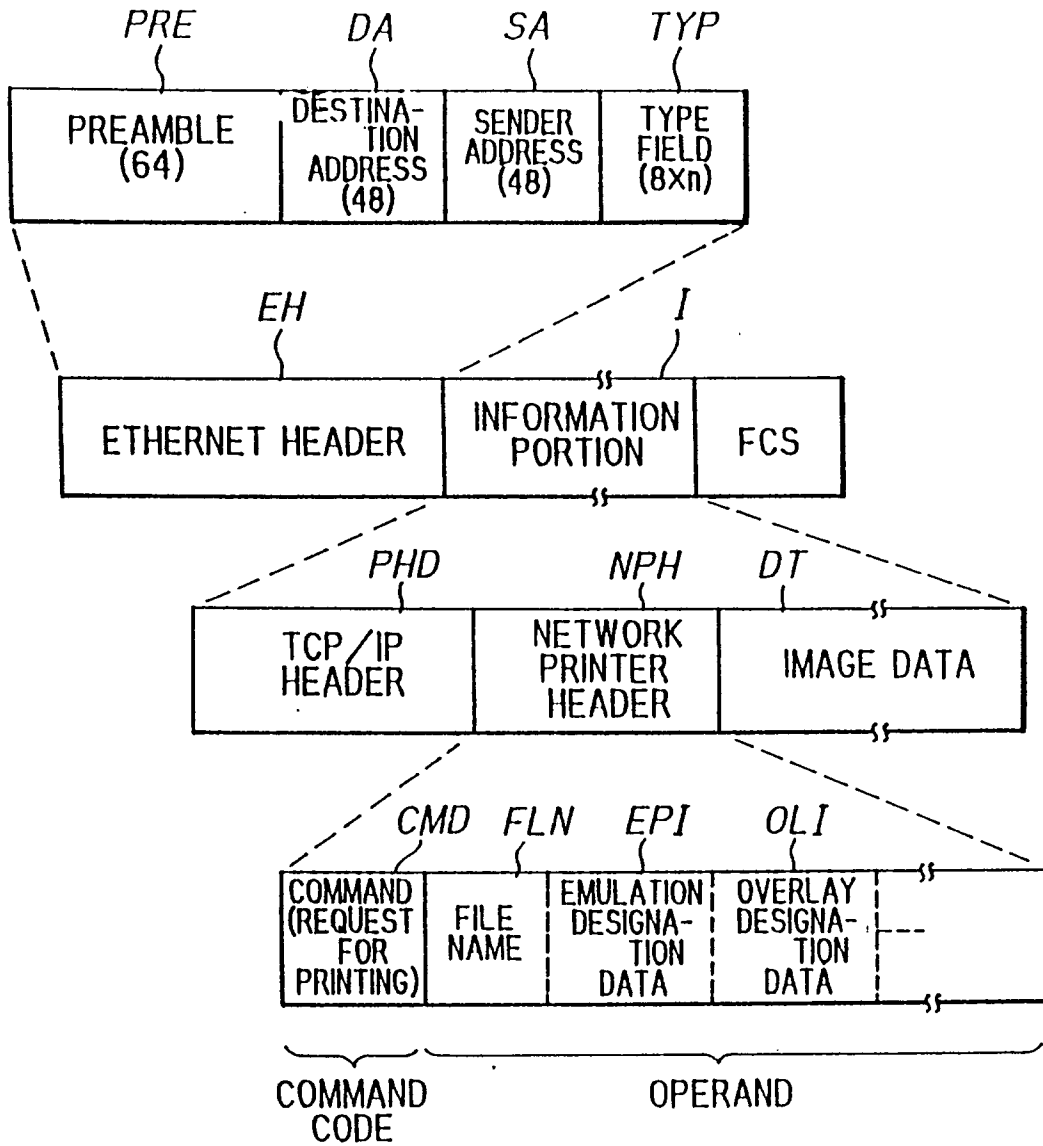 PRE DA SA TYP
PREAMBLE
(64)
DESTINA-
TION
ADDRESS
(48)
SENDER
ADDRESS
(48)
TYPE
FIELD
(8×n)
EH I
ETHERNET HEADER
INFORMATION
PORTION
FCS
PHD NPH DT
TCP/IP
HEADER
NETWORK
PRINTER
HEADER
IMAGE DATA
CMD FLN EPI OLI
COMMAND
(REQUEST
FOR
PRINTING)
FILE
NAME
EMULATION
DESIGNA-
TION
DATA
OVERLAY
DESIGNA-
TION
DATA
COMMAND
CODE
OPERAND